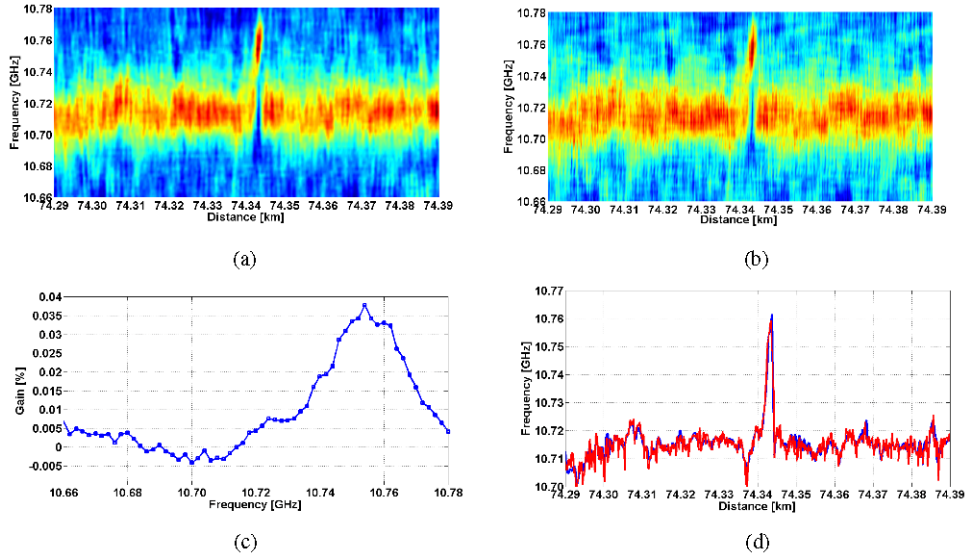 10.78
10.76
10.74
10.72
10.70
10.68
10.66
Frequency [GHz]
74.29 74.30 74.31 74.32 74.33 74.34 74.35 74.36 74.37 74.38 74.39
Distance [km]
(a)
10.78
10.76
10.74
10.72
10.70
10.68
10.66
Frequency [GHz]
74.29 74.30 74.31 74.32 74.33 74.34 74.35 74.36 74.37 74.38 74.39
Distance [km]
(b)
0.04
0.035
0.03
0.025
0.02
0.015
0.01
0.005
0
-0.005
Gain [%]
10.66 10.68 10.70 10.72 10.74 10.76 10.78
Frequency [GHz]
(c)
10.77
10.76
10.75
10.74
10.73
10.72
10.71
10.70
Frequency [GHz]
74.29 74.30 74.31 74.32 74.33 74.34 74.35 74.36 74.37 74.38 74.39
Distance [km]
(d)